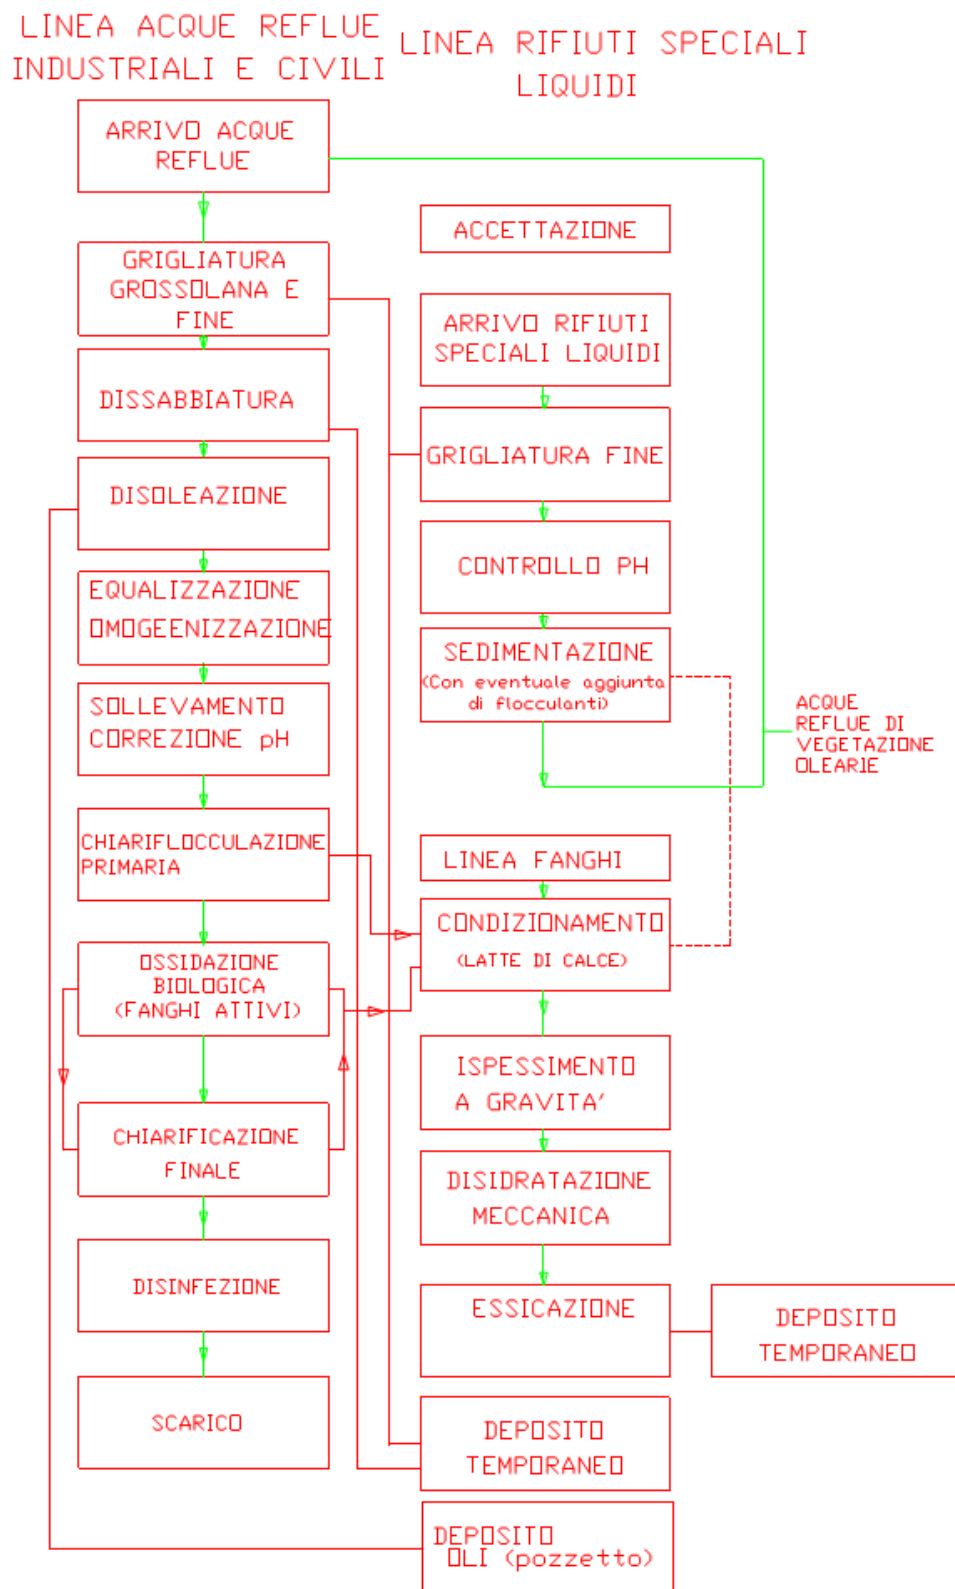 LINEA ACQUE REFLUE
INDUSTRIALI E CIVILI
ARRIVO ACQUE
REFLUE
GRIGLIATURA
GROSSOLANA E
FINE
DISSABBIATURA
DISOLEAZIONE
EQUALIZZAZIONE
OMOGEENIZZAZIONE
SOLLEVAMENTO
CORREZIONE pH
CHIARIFLOCCULAZIONE
PRIMARIA
OSSIDAZIONE
BIOLOGICA
(FANGHI ATTIVI)
CHIARIFICAZIONE
FINALE
DISINFEZIONE
SCARICO
LINEA RIFIUTI SPECIALI
LIQUIDI
ACCETTAZIONE
ARRIVO RIFIUTI
SPECIALI LIQUIDI
GRIGLIATURA FINE
CONTROLLO PH
SEDIMENTAZIONE
(Con eventuale aggiunta
di flocculanti)
ACQUE
REFLUE DI
VEGETAZIONE
OLEARIE
LINEA FANGHI
CONDIZIONAMENTO
(LATTE DI CALCE)
ISPESSIMENTO
A GRAVITA'
DISIDRATAZIONE
MECCANICA
ESSICAZIONE
DEPOSITO
TEMPORANEO
DEPOSITO
TEMPORANEO
DEPOSITO
OLI (pozzetto)